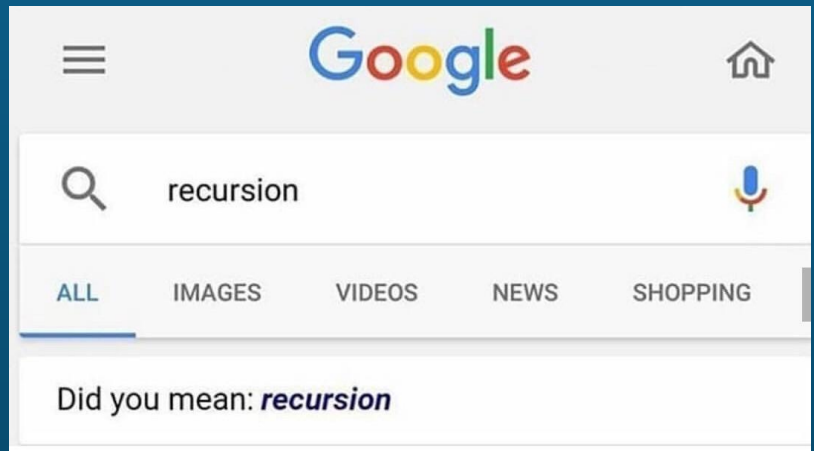 Google
recursion
ALL IMAGES VIDEOS NEWS SHOPPING
Did you mean: recursion